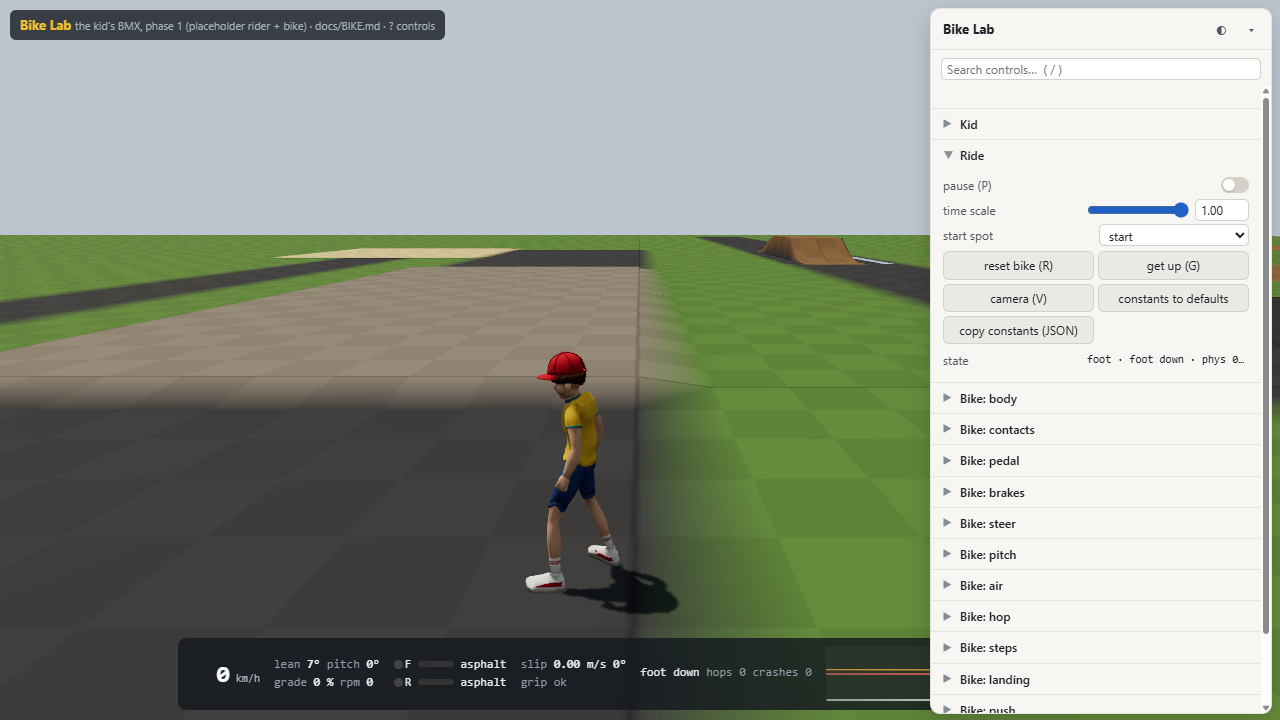 Bike Lab the kid's BMX, phase 1 (placeholder rider + bike) · docs/BIKE.md · ? controls
Bike Lab
Search controls... ( / )
Kid
Ride
pause (P)
time scale 1.00
start spot start
reset bike (R) get up (G)
camera (V) constants to defaults
copy constants (JSON)
state foot · foot down · phys 0…
Bike: body
Bike: contacts
Bike: pedal
Bike: brakes
Bike: steer
Bike: pitch
Bike: air
Bike: hop
Bike: steps
Bike: landing
Bike: push
0 km/h
lean 7° pitch 0° F asphalt slip 0.00 m/s 0°
grade 0 % rpm 0 R asphalt grip ok
foot down hops 0 crashes 0